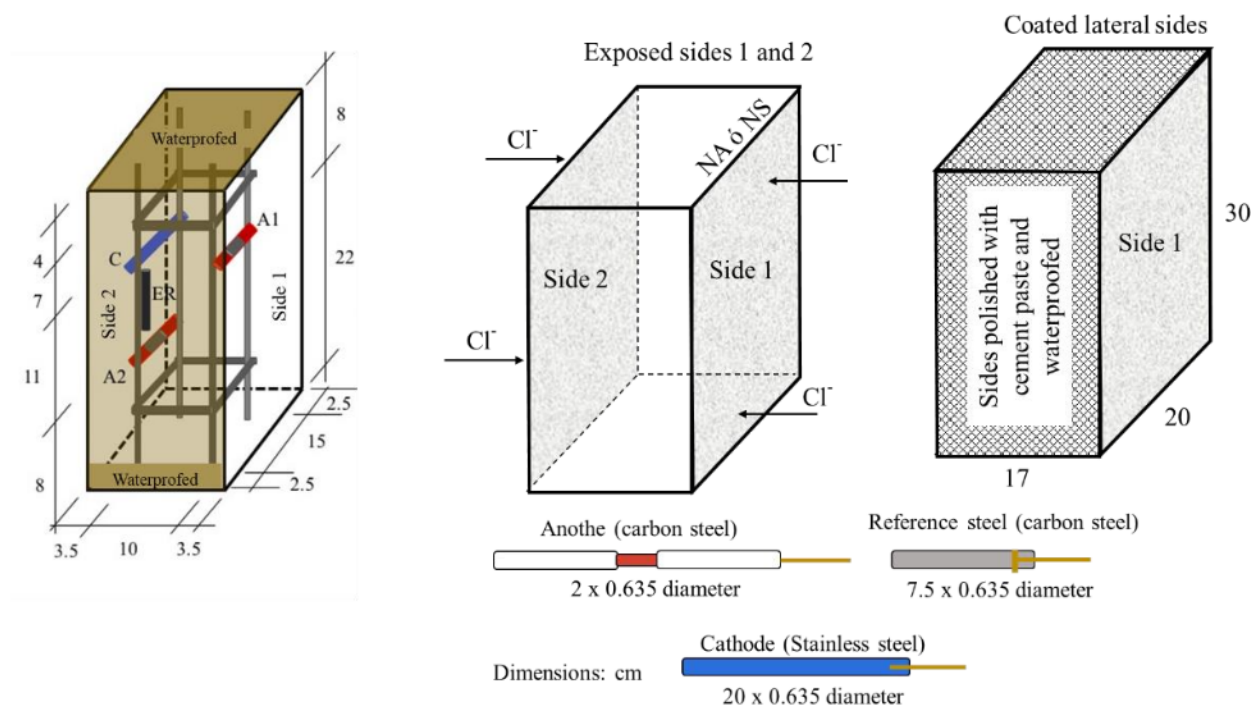 Waterprofed
8
A1
C
4
7
ER
Side 2
Side 1
22
A2
11
2.5
15
8
Waterprofed
2.5
3.5
10
3.5
Exposed sides 1 and 2
Cl-
NA ó NS
Cl-
Side 2
Side 1
Cl-
Cl-
Coated lateral sides
Sides polished with
cement paste and
waterproofed
Side 1
30
20
17
Anothe (carbon steel)
2 x 0.635 diameter
Reference steel (carbon steel)
7.5 x 0.635 diameter
Cathode (Stainless steel)
Dimensions: cm
20 x 0.635 diameter